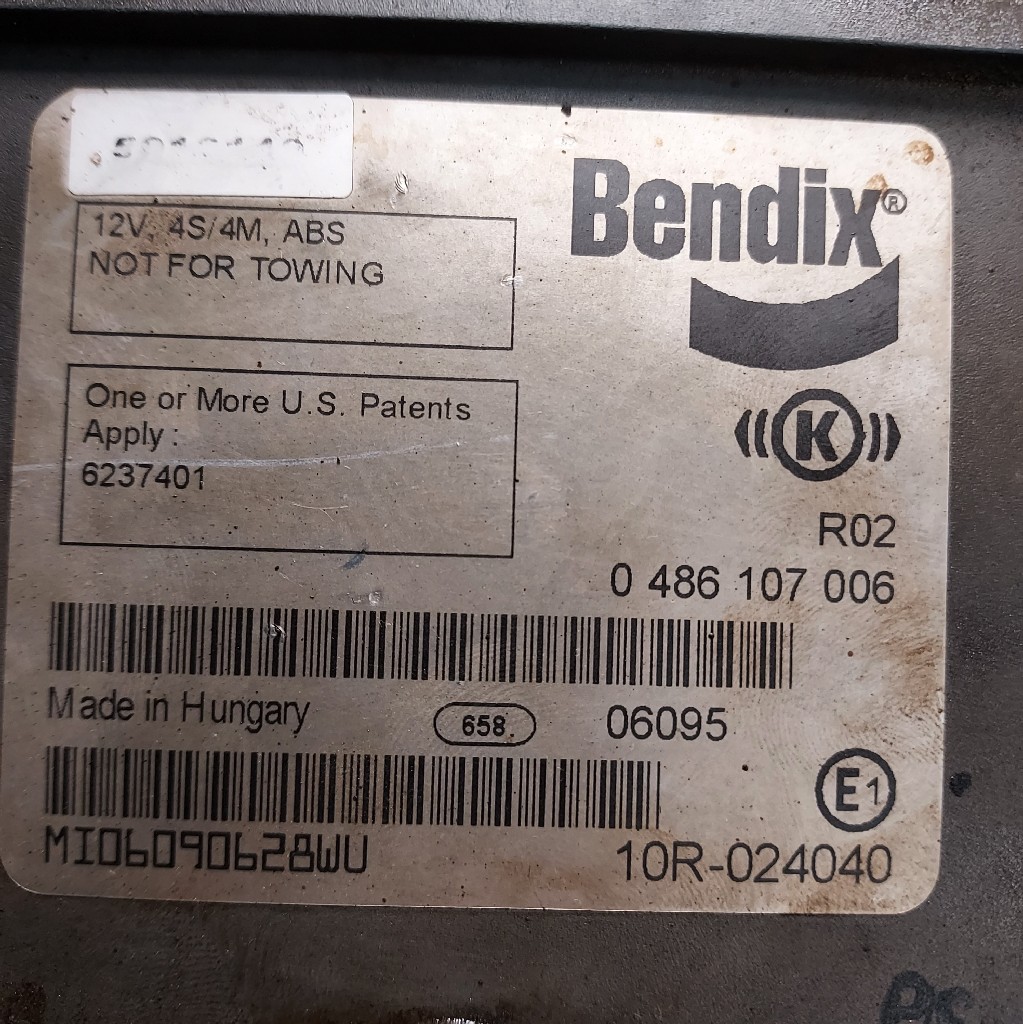 Bendix®
12V, 4S/4M, ABS
NOT FOR TOWING
One or More U.S. Patents
Apply :
6237401
K
R02
0 486 107 006
Made in Hungary
658
06095
E1
MI06090628WU
10R-024040